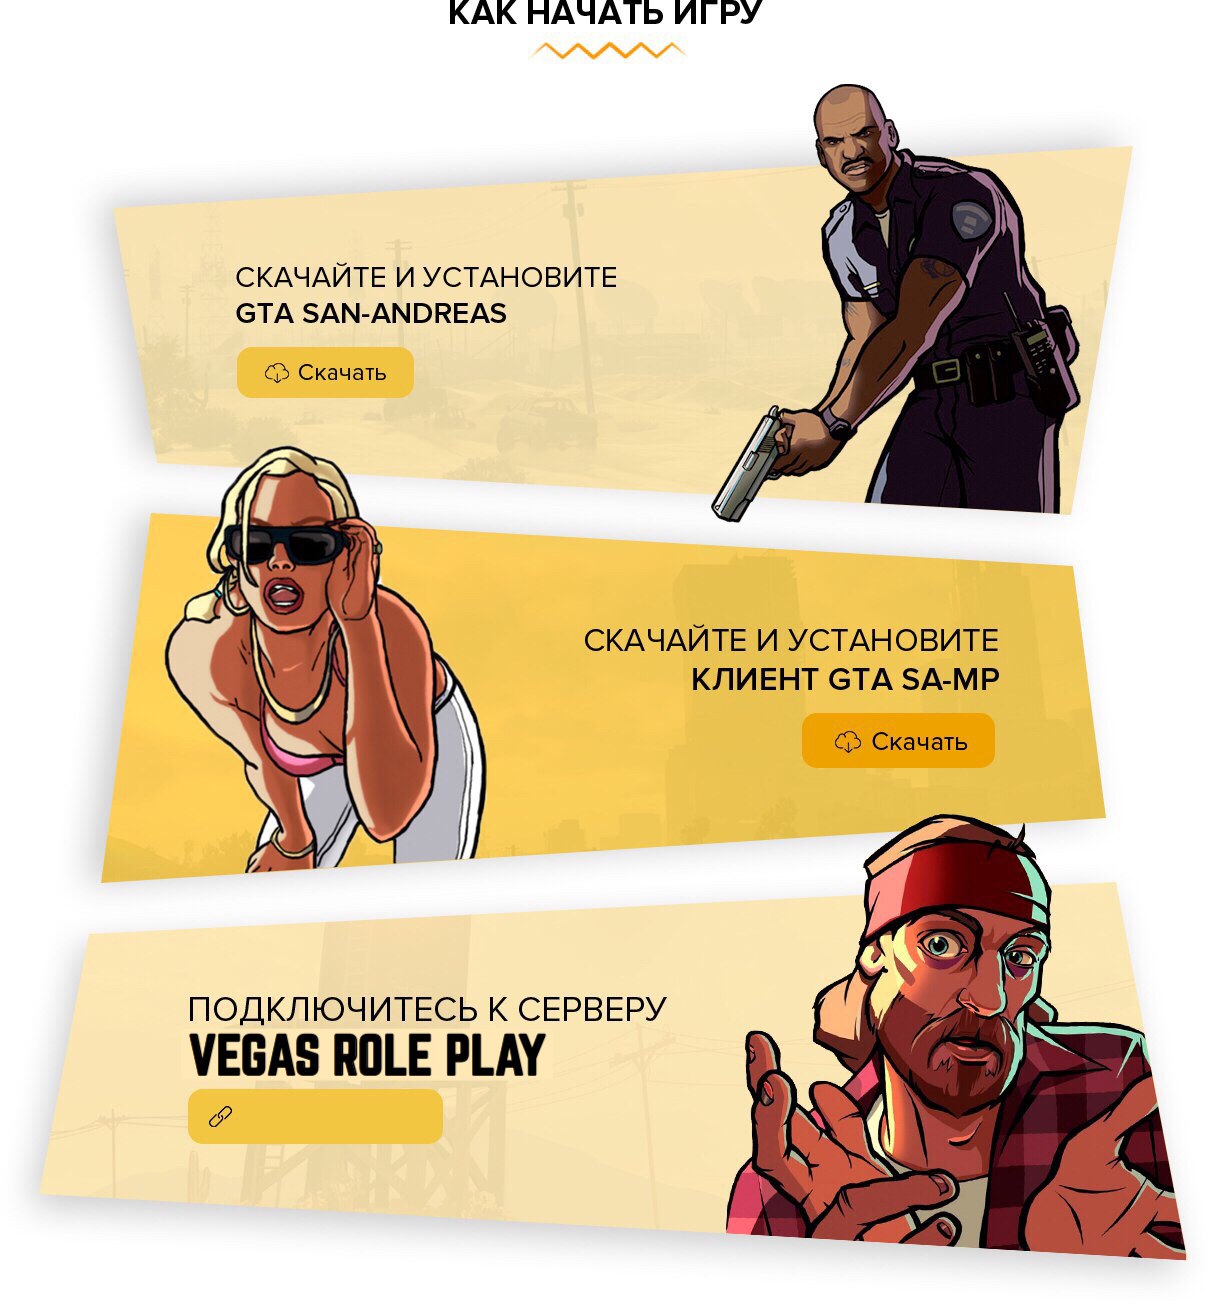 КАК НАЧАТЬ ИГРУ
СКАЧАЙТЕ И УСТАНОВИТЕ
GTA SAN-ANDREAS
Скачать
СКАЧАЙТЕ И УСТАНОВИТЕ
КЛИЕНТ GTA SA-MP
Скачать
ПОДКЛЮЧИТЕСЬ К СЕРВЕРУ
VEGAS ROLE PLAY